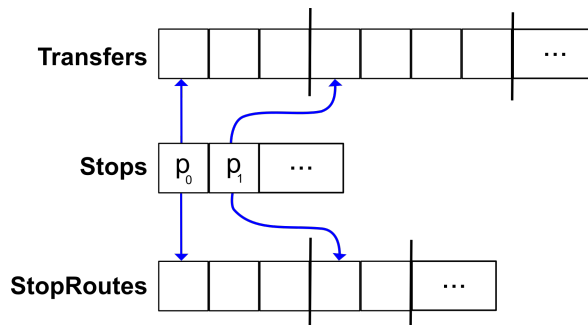 Transfers ...
Stops p₀ p₁ ...
StopRoutes ...